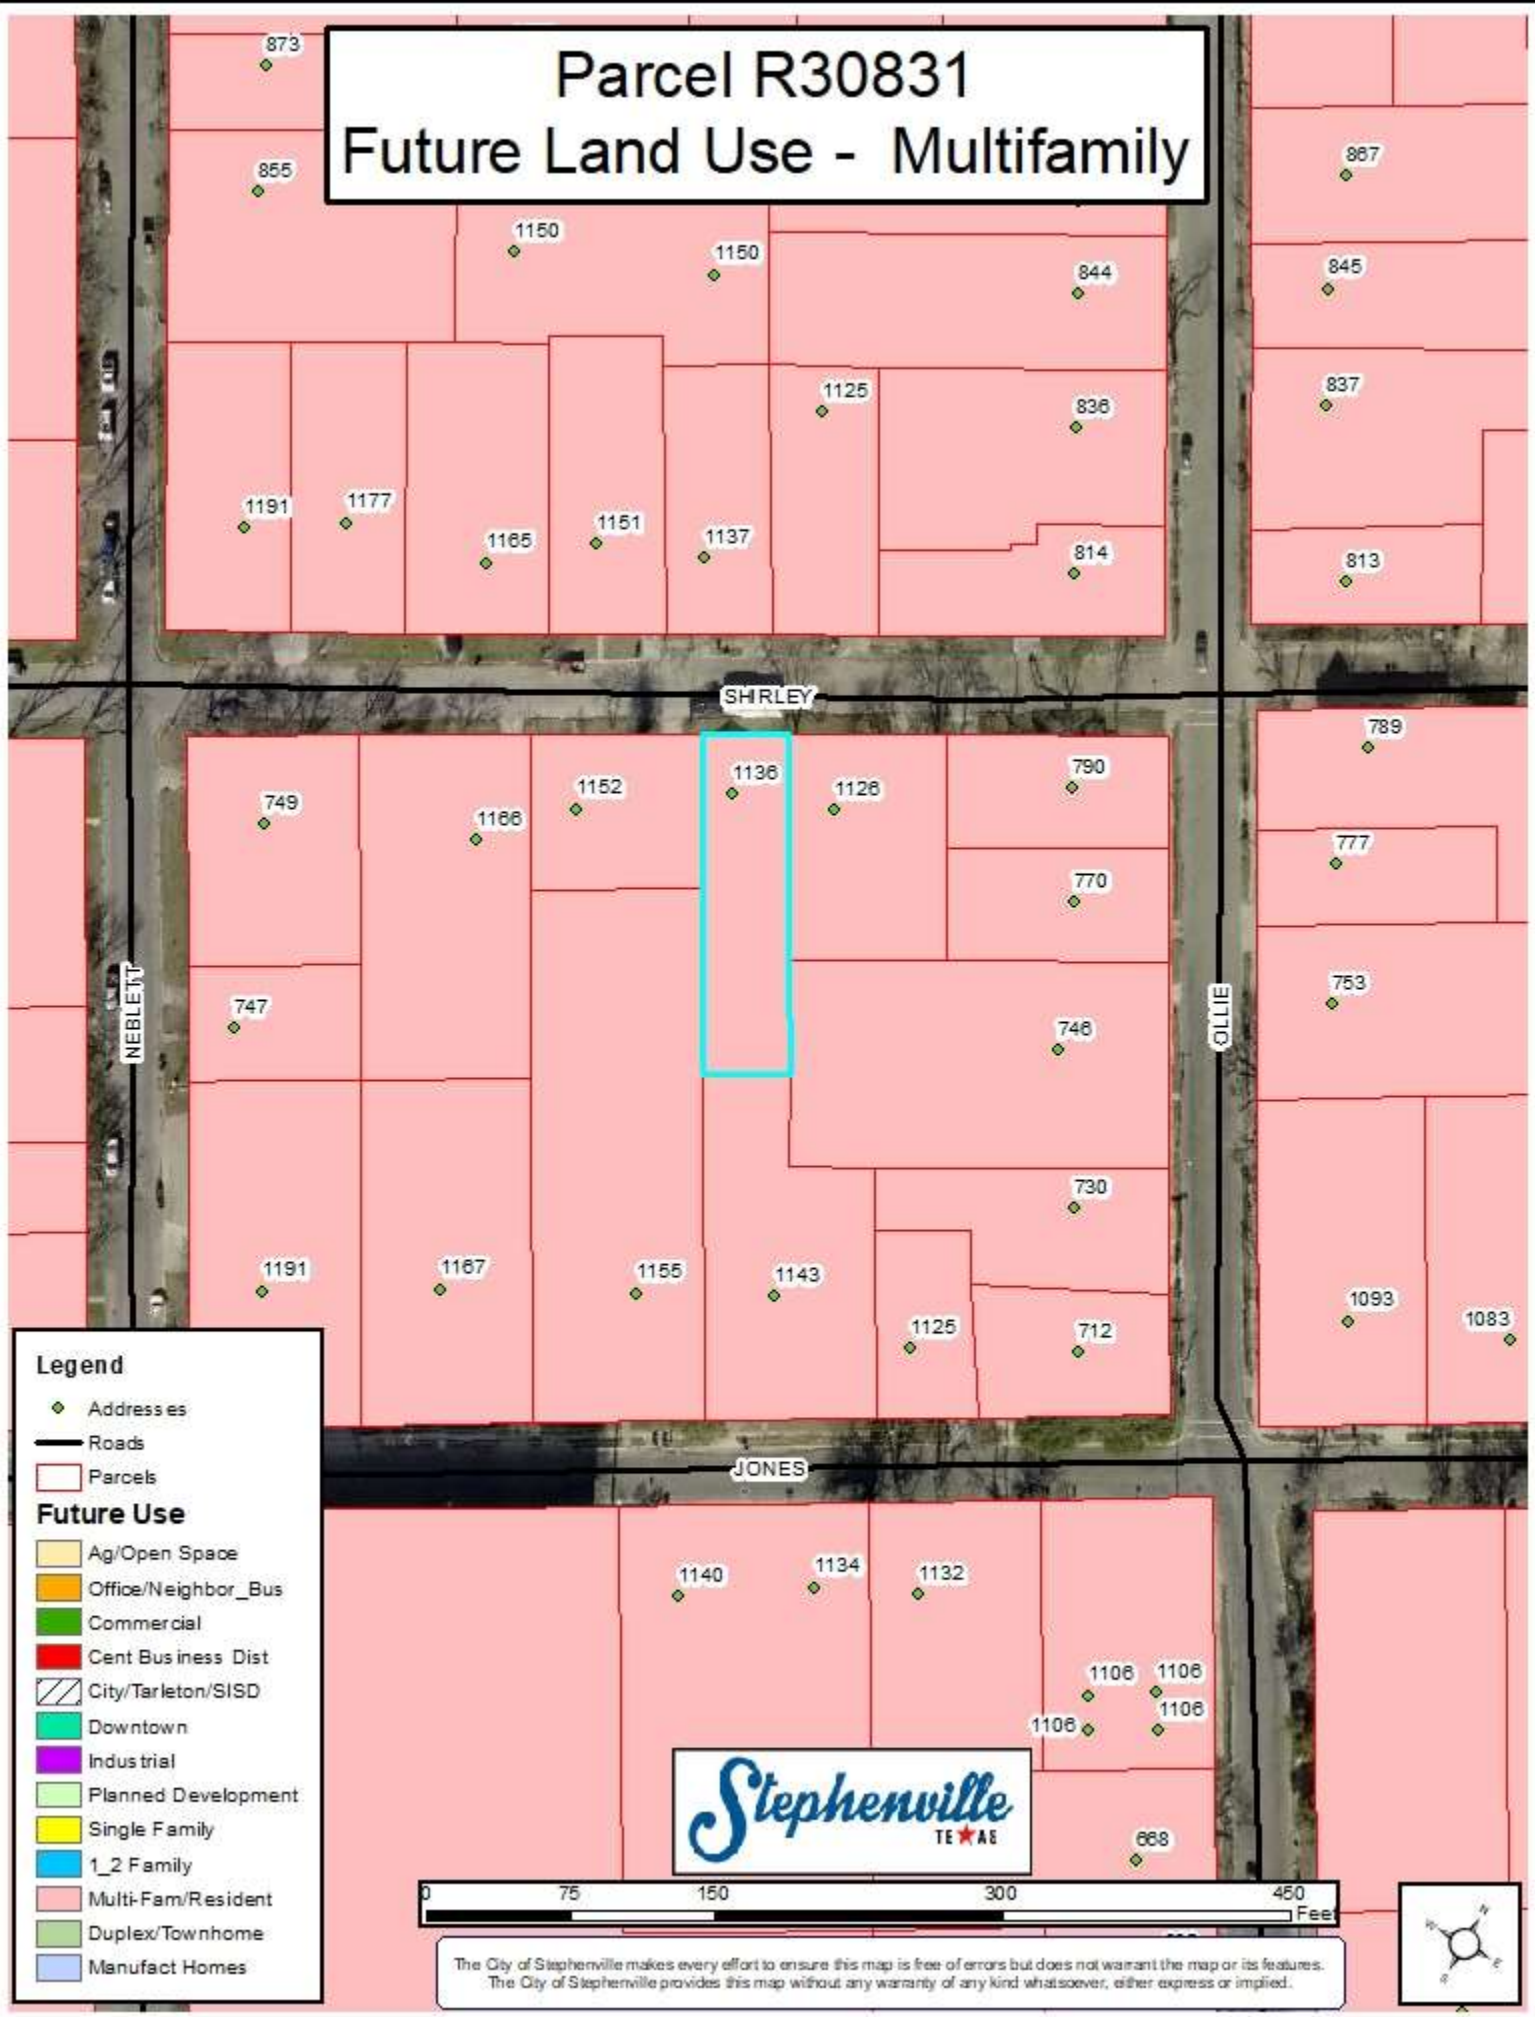 Parcel R30831
Future Land Use - Multifamily
873
855
867
1150
1150
844
845
1125
836
837
1191
1177
1165
1151
1137
814
813
SHIRLEY
789
749
1166
1152
1136
1126
790
777
770
747
NEBLETT
746
OLLIE
753
730
1191
1167
1155
1143
1125
712
1093
1083
JONES
1140
1134
1132
1106
1106
1106
1106
668
Legend
Addresses
Roads
Parcels
Future Use
Ag/Open Space
Office/Neighbor_Bus
Commercial
Cent Business Dist
City/Tarleton/SISD
Downtown
Industrial
Planned Development
Single Family
1_2 Family
Multi-Fam/Resident
Duplex/Townhome
Manufact Homes
Stephenville
TEXAS
0 75 150 300 450
Feet
The City of Stephenville makes every effort to ensure this map is free of errors but does not warrant the map or its features.
The City of Stephenville provides this map without any warranty of any kind whatsoever, either express or implied.
N
W
E
S